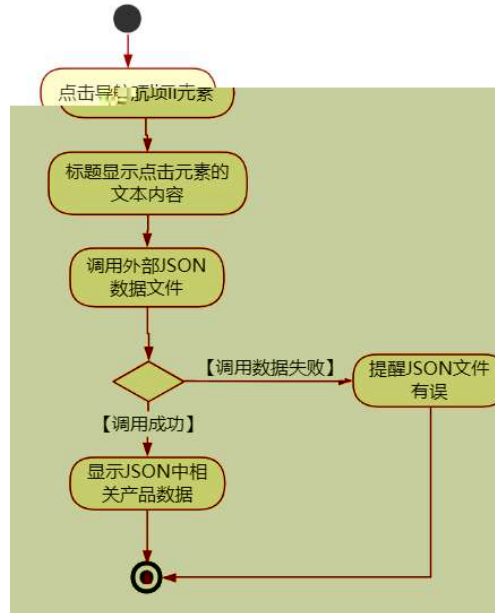 点击导航项li元素
标题显示点击元素的
文本内容
调用外部JSON
数据文件
【调用数据失败】
提醒JSON文件
有误
【调用成功】
显示JSON中相
关产品数据